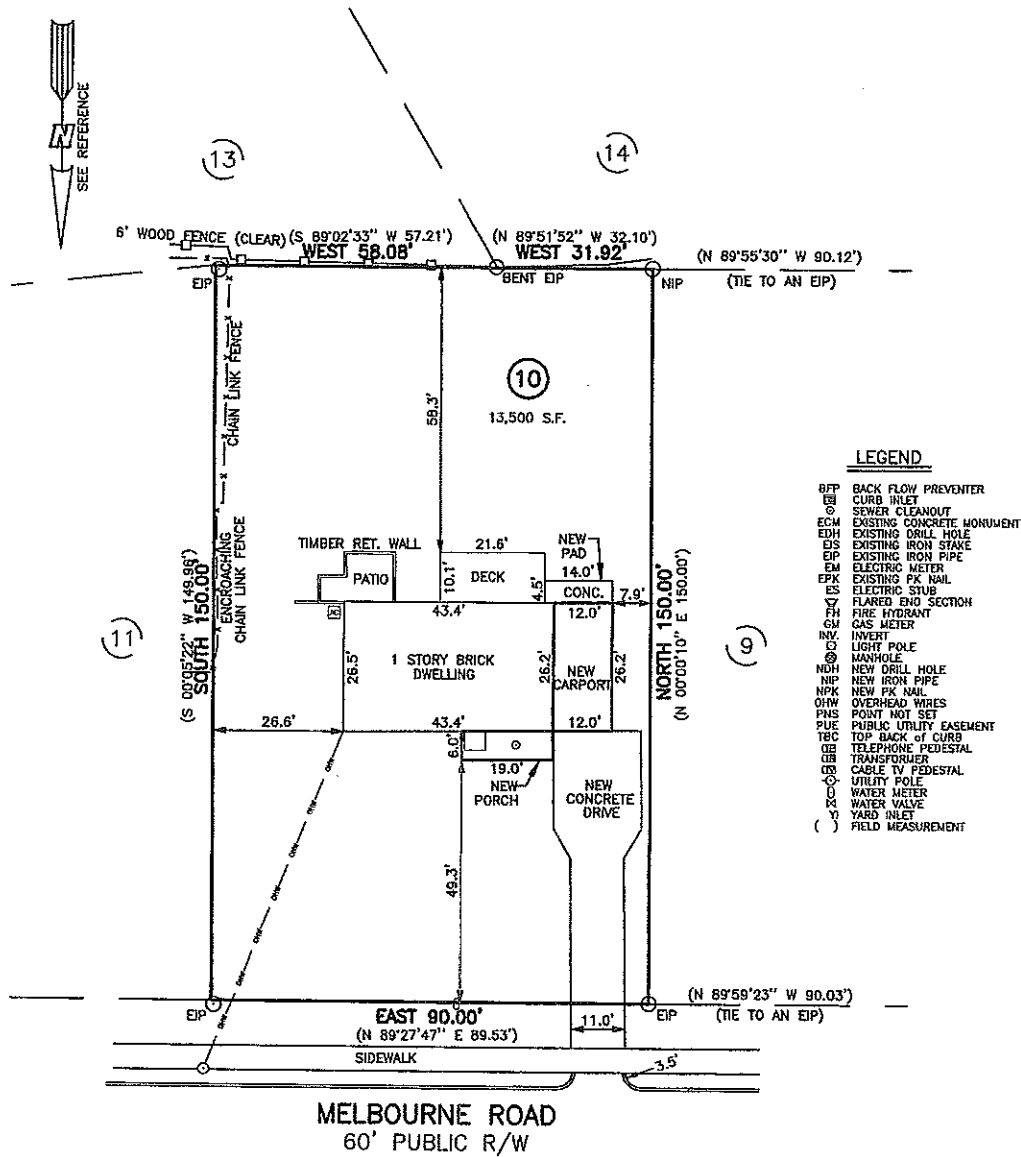 N
SEE REFERENCE
13
14
6' WOOD FENCE (CLEAR)
(S 89°02'33" W 57.21')
WEST 58.08'
(N 89°51'52" W 32.10')
WEST 31.92'
(N 89°55'30" W 90.12')
(TIE TO AN EIP)
EIP
BENT EIP
NIP
CHAIN LINK FENCE
10
13,500 S.F.
58.3'
ENCROACHING
CHAIN LINK FENCE
SOUTH 150.00'
(S 00°05'22" W 149.96')
11
TIMBER RET. WALL
PATIO
21.6'
DECK
10.1'
4.5'
NEW
PAD
14.0'
CONC.
7.9'
43.4'
12.0'
1 STORY BRICK
DWELLING
26.5'
26.2'
NEW
CARPORT
26.2'
NORTH 150.00'
(N 00°00'10" E 150.00')
9
26.6'
43.4'
12.0'
6.0'
19.0'
NEW
PORCH
NEW
CONCRETE
DRIVE
49.3'
OHW
OHW
OHW
OHW
EIP
EAST 90.00'
(N 89°27'47" E 89.53')
EIP
(N 89°59'23" W 90.03')
(TIE TO AN EIP)
11.0'
SIDEWALK
3.5'
MELBOURNE ROAD
60' PUBLIC R/W
LEGEND
BFP BACK FLOW PREVENTER
CURB INLET
SEWER CLEANOUT
ECM EXISTING CONCRETE MONUMENT
EDH EXISTING DRILL HOLE
EIS EXISTING IRON STAKE
EIP EXISTING IRON PIPE
EM ELECTRIC METER
EPK EXISTING PK NAIL
ES ELECTRIC STUB
FLARED END SECTION
FH FIRE HYDRANT
GM GAS METER
INV. INVERT
LIGHT POLE
MANHOLE
NDH NEW DRILL HOLE
NIP NEW IRON PIPE
NPK NEW PK NAIL
OHW OVERHEAD WIRES
PNS POINT NOT SET
PUE PUBLIC UTILITY EASEMENT
TBC TOP BACK of CURB
TELEPHONE PEDESTAL
TRANSFORMER
CABLE TV PEDESTAL
UTILITY POLE
WATER METER
WATER VALVE
YI YARD INLET
( ) FIELD MEASUREMENT